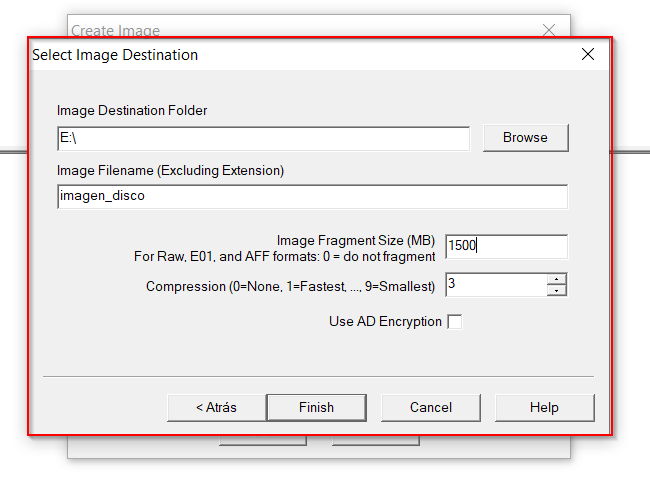 Create Image
Select Image Destination
Image Destination Folder
E:\
Browse
Image Filename (Excluding Extension)
imagen_disco
Image Fragment Size (MB)
1500
For Raw, E01, and AFF formats: 0 = do not fragment
Compression (0=None, 1=Fastest, ..., 9=Smallest)
3
Use AD Encryption
< Atrás
Finish
Cancel
Help